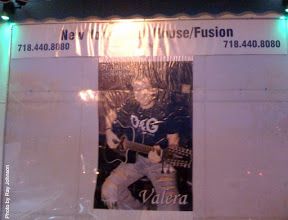 New /House/Fusion
718.440.8080 718.440.8080
D&G
Valera
Photo by Ray Johnson